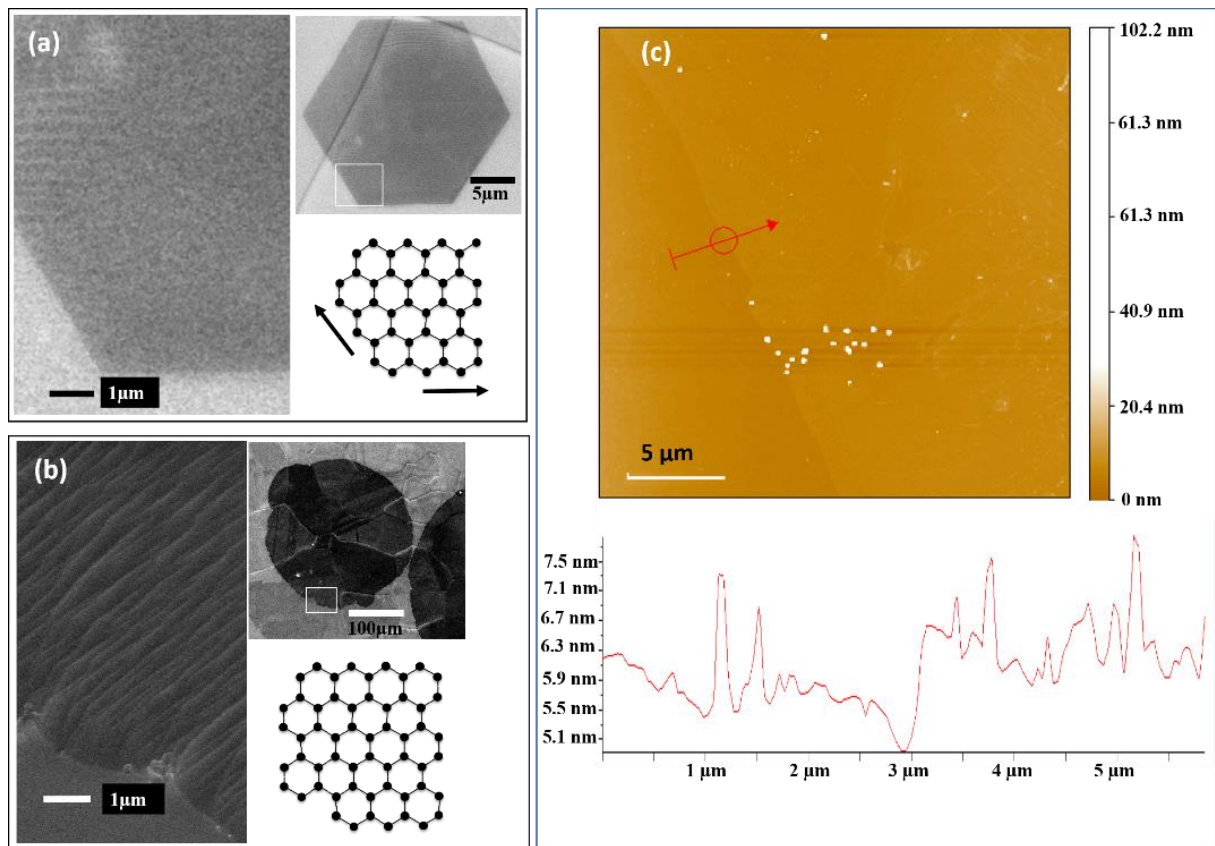 (a)
5µm
1µm
(b)
100µm
1µm
(c)
102.2 nm
61.3 nm
61.3 nm
40.9 nm
20.4 nm
0 nm
5 µm
7.5 nm
7.1 nm
6.7 nm
6.3 nm
5.9 nm
5.5 nm
5.1 nm
1 µm 2 µm 3 µm 4 µm 5 µm